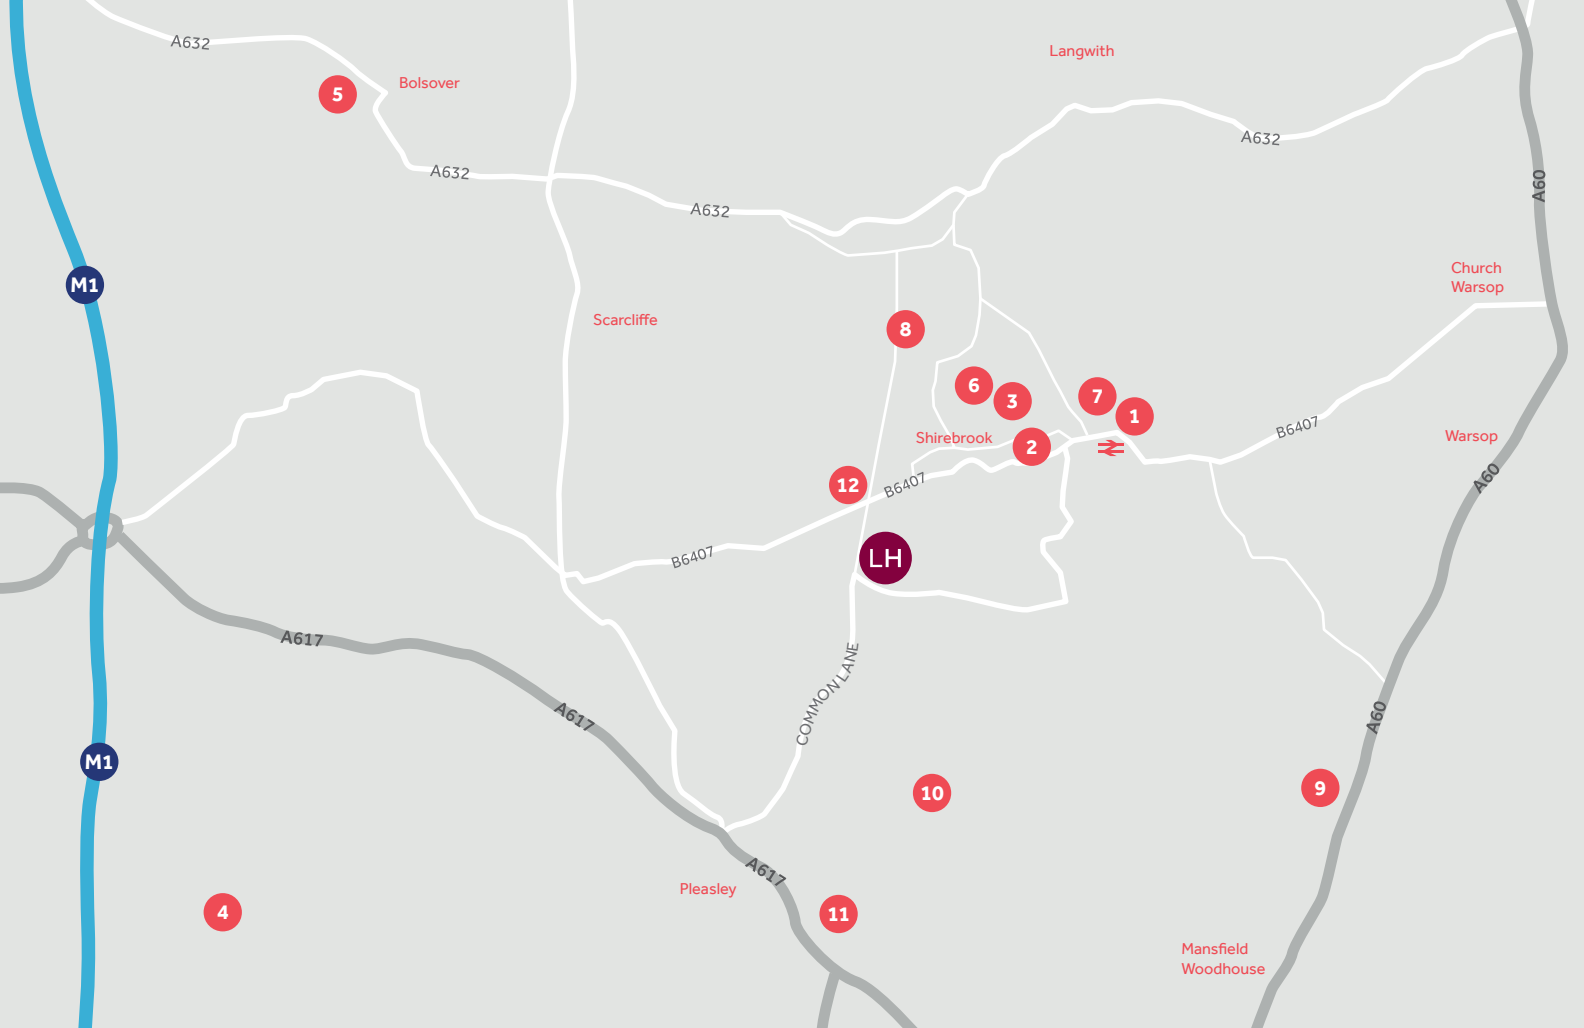 A632
Langwith
Bolsover
5
A632
A632
A60
A632
A632
Church
Warsop
M1
Scarcliffe
8
6
3
7
1
B6407
Warsop
Shirebrook
2
12
B6407
A60
B6407
LH
A617
COMMON LANE
A617
A60
M1
10
9
A617
Pleasley
4
11
Mansfield
Woodhouse